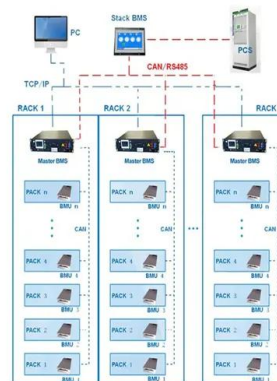 PC
Stack BMS
PCS
CAN/RS485
TCP/IP
RACK 1
RACK 2
RACK
Master BMS
Master BMS
Master BMS
PACK n
BMU n
PACK n
BMU n
PACK n
BMU n
CAN
CAN
CAN
PACK 4
BMU 4
PACK 4
BMU 4
PACK 4
BMU 4
PACK 3
BMU 3
PACK 3
BMU 3
PACK 3
BMU 3
PACK 2
BMU 2
PACK 2
BMU 2
PACK 2
BMU 2
PACK 1
PACK 1
PACK 1